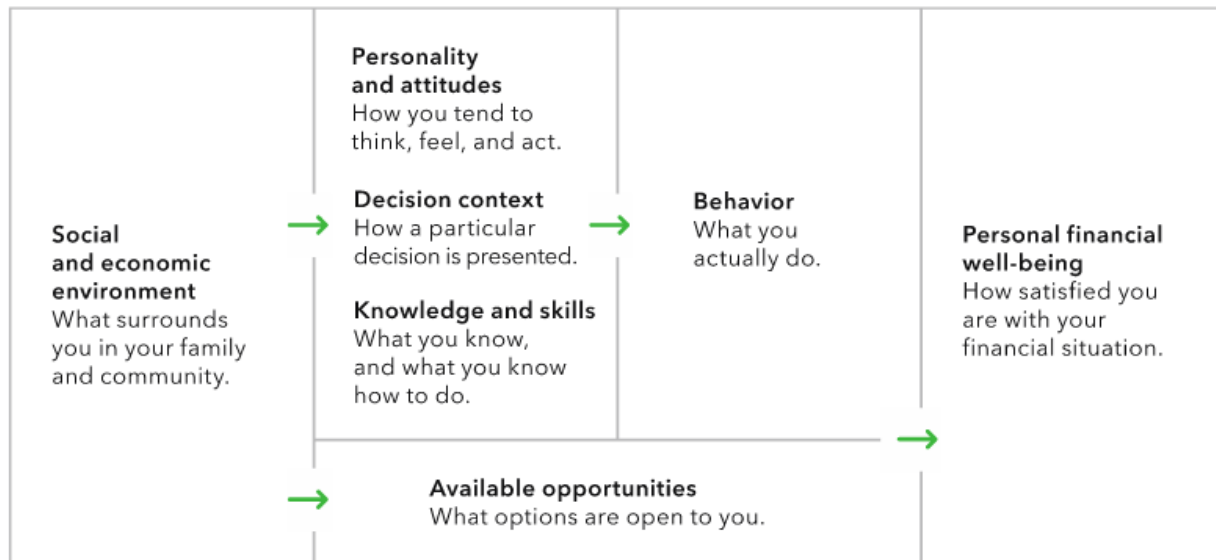 Social
and economic
environment
What surrounds
you in your family
and community.
Personality
and attitudes
How you tend to
think, feel, and act.
Decision context
How a particular
decision is presented.
Knowledge and skills
What you know,
and what you know
how to do.
Behavior
What you
actually do.
Available opportunities
What options are open to you.
Personal financial
well-being
How satisfied you
are with your
financial situation.